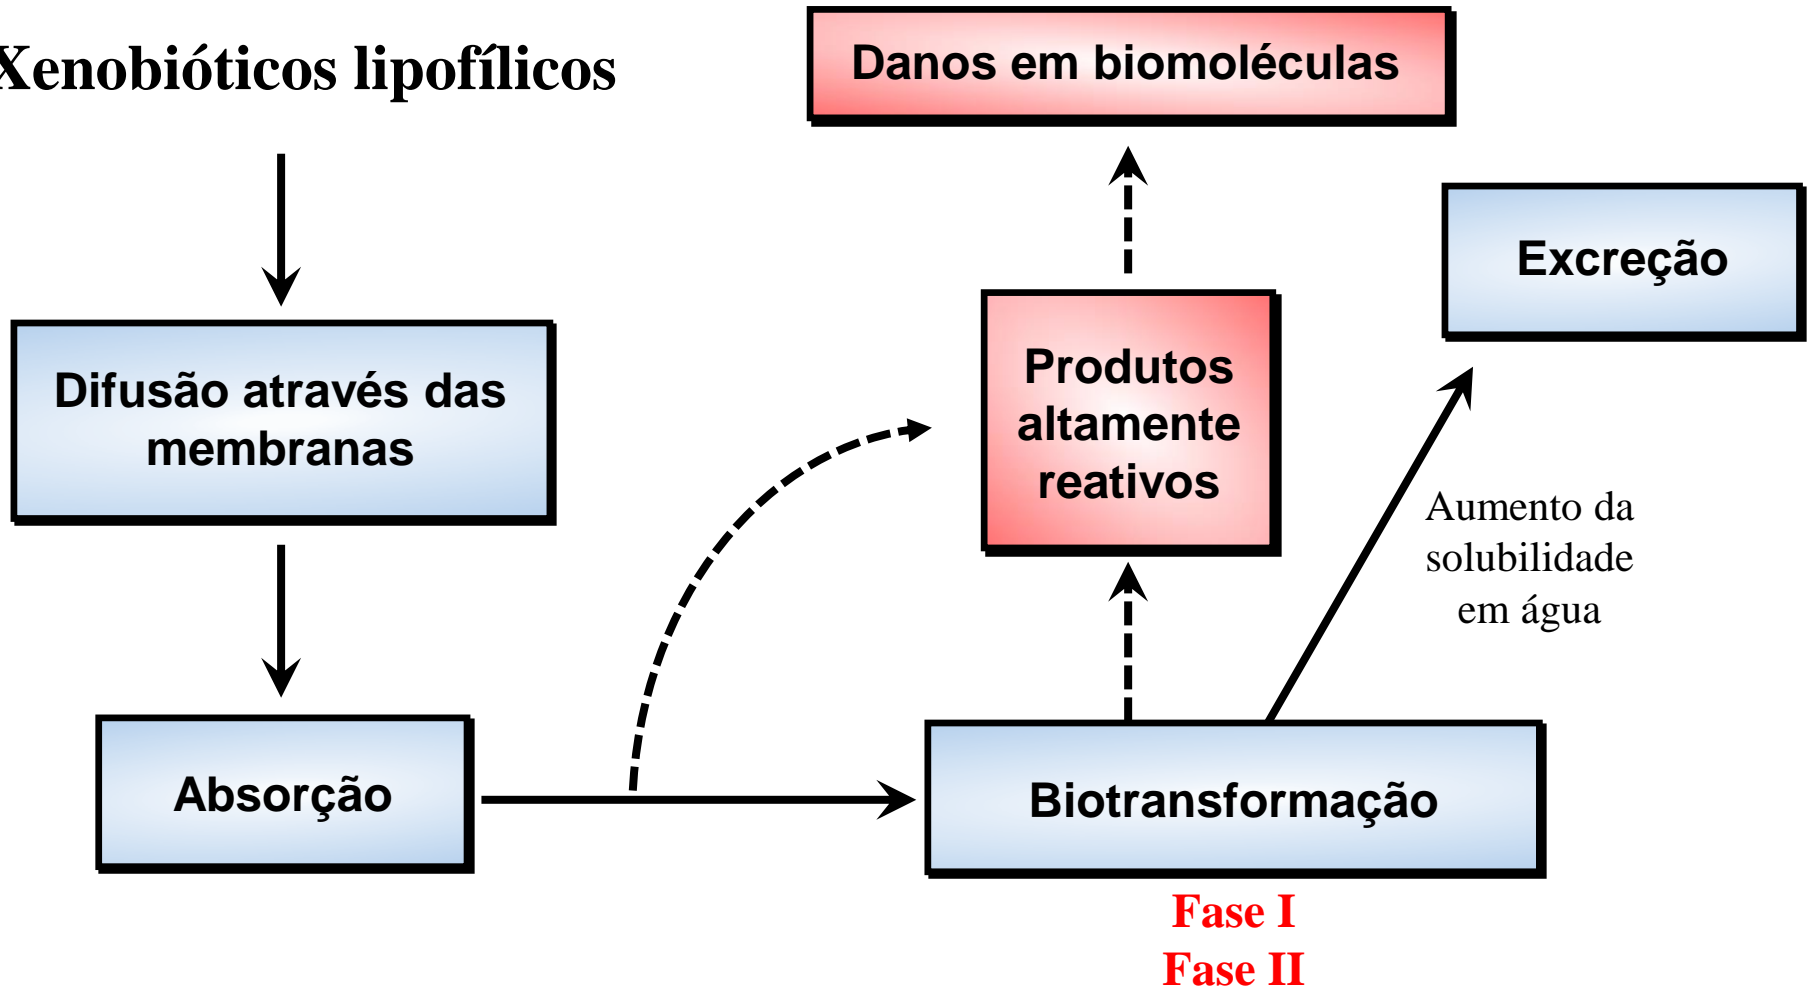 Xenobióticos lipofílicos
Danos em biomoléculas
Excreção
Difusão através das
membranas
Produtos
altamente
reativos
Aumento da
solubilidade
em água
Absorção
Biotransformação
Fase I
Fase II